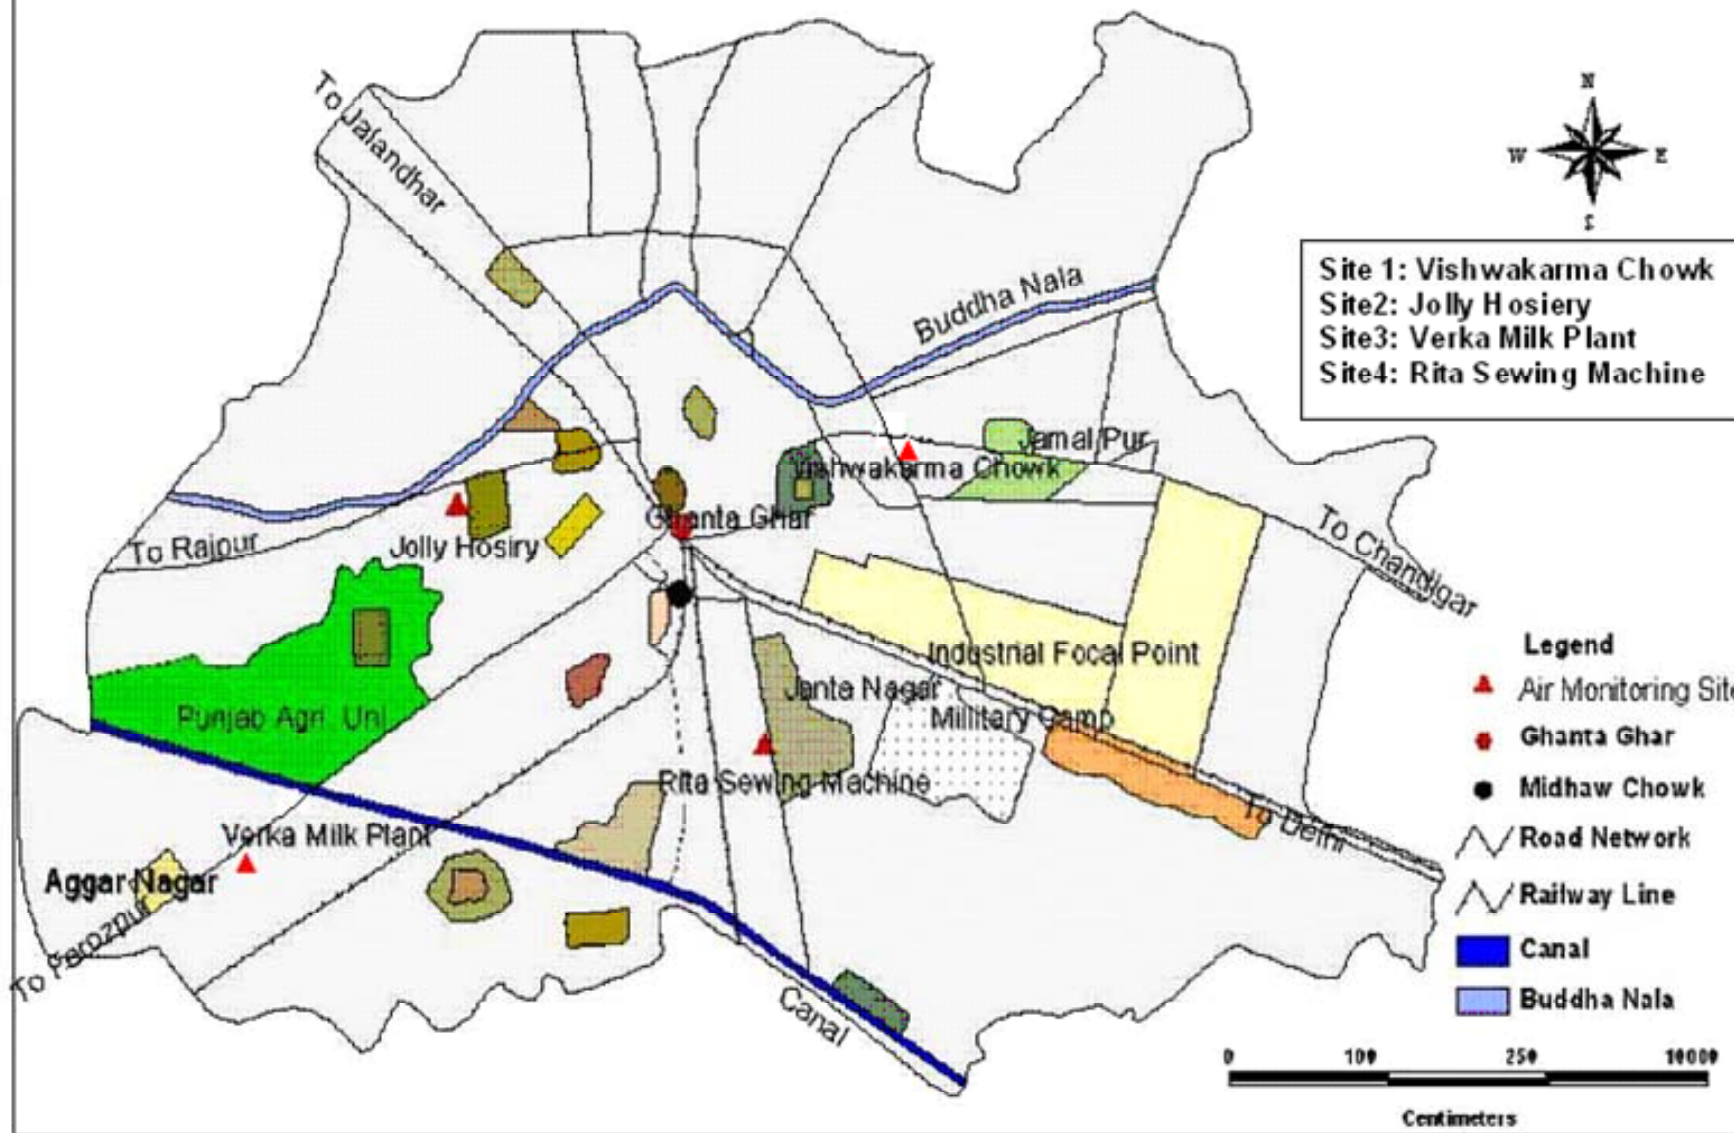 To Jalandhar
N
W
E
S
Site 1: Vishwakarma Chowk
Site2: Jolly Hosiery
Site3: Verka Milk Plant
Site4: Rita Sewing Machine
Buddha Nala
Jamal Pur
Vishwakarma Chowk
Ghanta Ghar
To Rajpur
Jolly Hosiry
To Chandigar
Industrial Focal Point
Janta Nagar
Millitary Camp
Punjab Agri. Uni
Rita Sewing Machine
To Delhi
Verka Milk Plant
Aggar Nagar
To Ferozpur
Canal
Legend
Air Monitoring Site
Ghanta Ghar
Midhaw Chowk
Road Network
Railway Line
Canal
Buddha Nala
0 100 250 10000
Centimeters